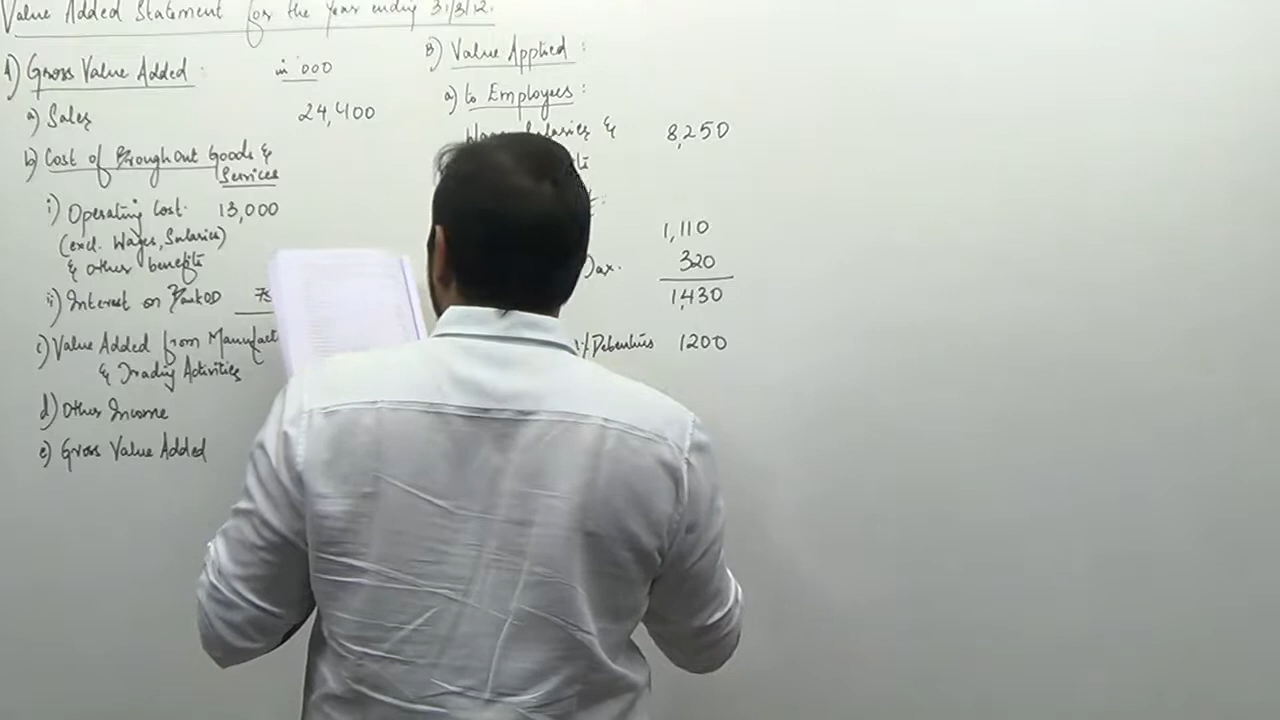 Value Added Statement for the Year ending 31/3/12.
A) Gross Value Added : in '000
a) Sales 24,400
b) Cost of Brought out Goods &
Services
i) Operating Cost. 13,000
(excl. Wages, Salaries)
& other benefits
ii) Interest on Bank OD 75
c) Value Added from Manufact
& Trading Activities
d) Other Income
e) Gross Value Added
B) Value Applied :
a) to Employees :
Salaries & 8,250
1,110
Tax. 320
1,430
Debentures 1200